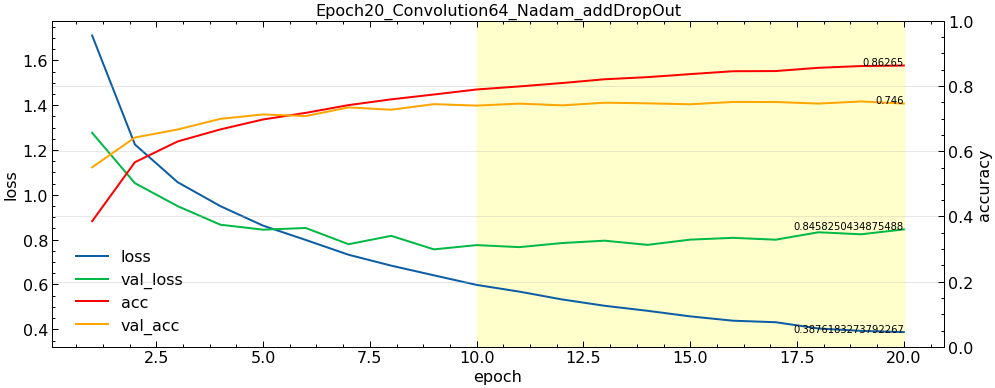 Epoch20_Convolution64_Nadam_addDropOut
1.6
1.4
1.2
1.0
0.8
0.6
0.4
loss
1.0
0.8
0.6
0.4
0.2
0.0
accuracy
0.86265
0.746
0.8458250434875488
0.3876183273792267
loss
val_loss
acc
val_acc
2.5 5.0 7.5 10.0 12.5 15.0 17.5 20.0
epoch